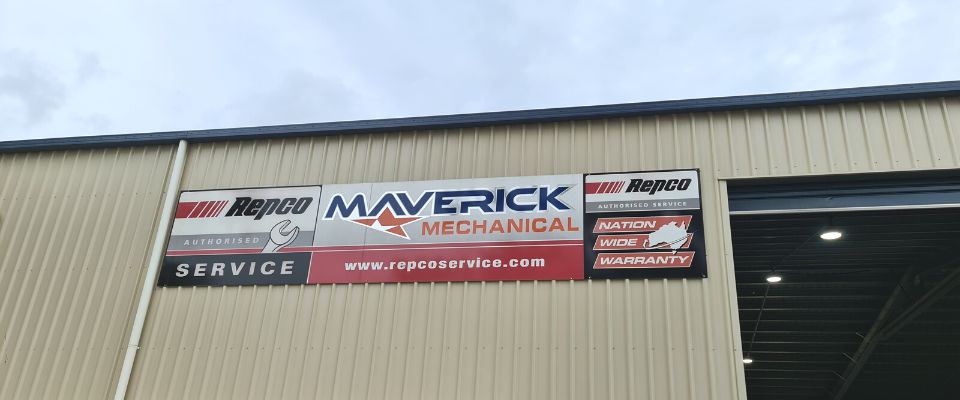 Repco
AUTHORISED
SERVICE
MAVERICK
MECHANICAL
www.repcoservice.com
Repco
AUTHORISED SERVICE
NATION
WIDE
WARRANTY